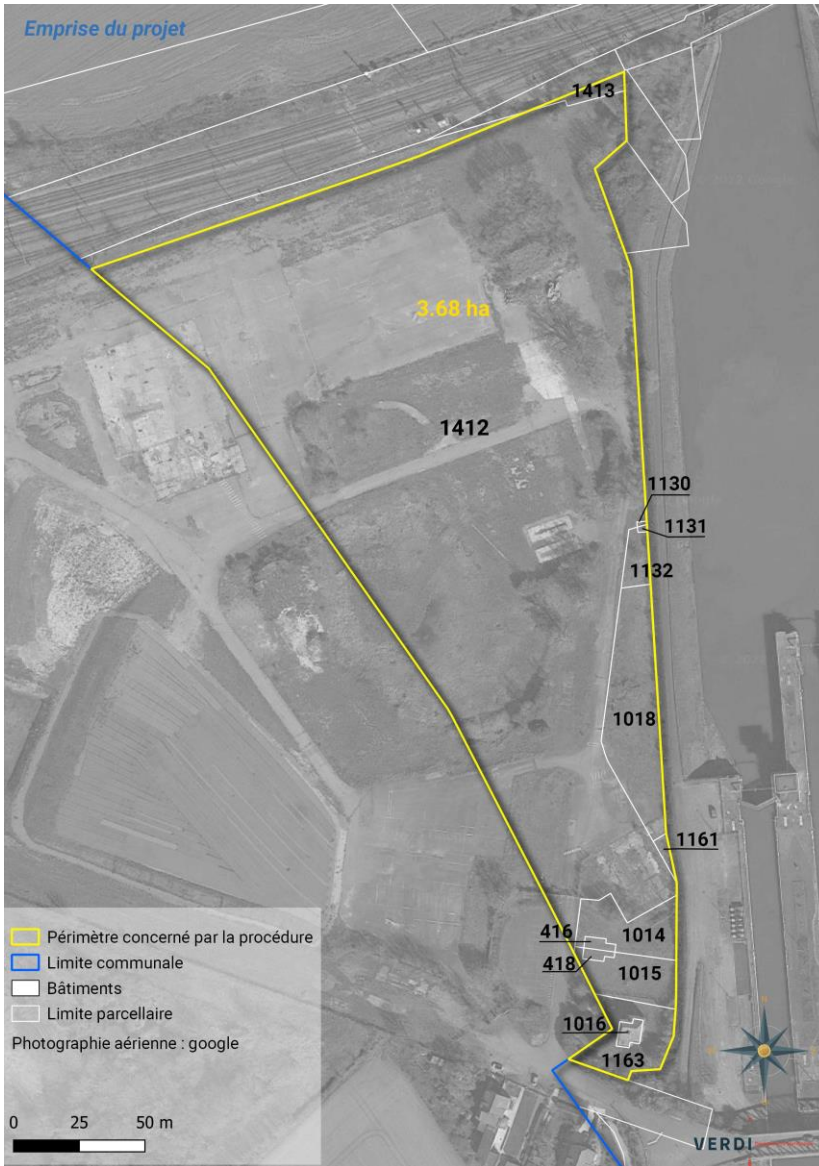 Emprise du projet
1413
3.68 ha
1412
1130
1131
1132
1018
1161
416
1014
418
1015
1016
1163
Périmètre concerné par la procédure
Limite communale
Bâtiments
Limite parcellaire
Photographie aérienne : google
0 25 50 m
VERDI